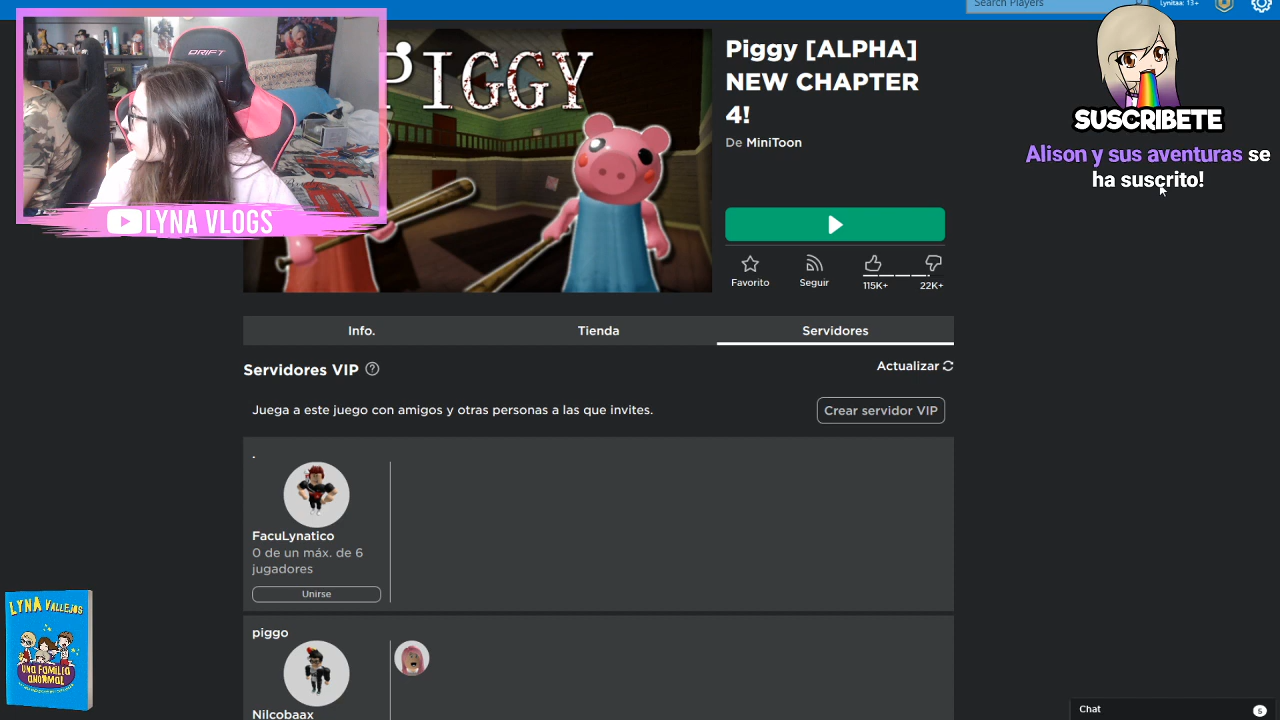 Search Players
Lynitaa: 13+
DRIFT
LYNA VLOGS
PIGGY
Piggy [ALPHA]
NEW CHAPTER
4!
De MiniToon
Favorito
Seguir
115K+
22K+
SUSCRIBETE
Alison y sus aventuras se
ha suscrito!
Info.
Tienda
Servidores
Servidores VIP
Actualizar
Juega a este juego con amigos y otras personas a las que invites.
Crear servidor VIP
.
FacuLynatico
0 de un máx. de 6
jugadores
Unirse
piggo
Nilcobaax
LYNA VALLEJOS
UNA FAMILIA
ANORMAL
Chat
5